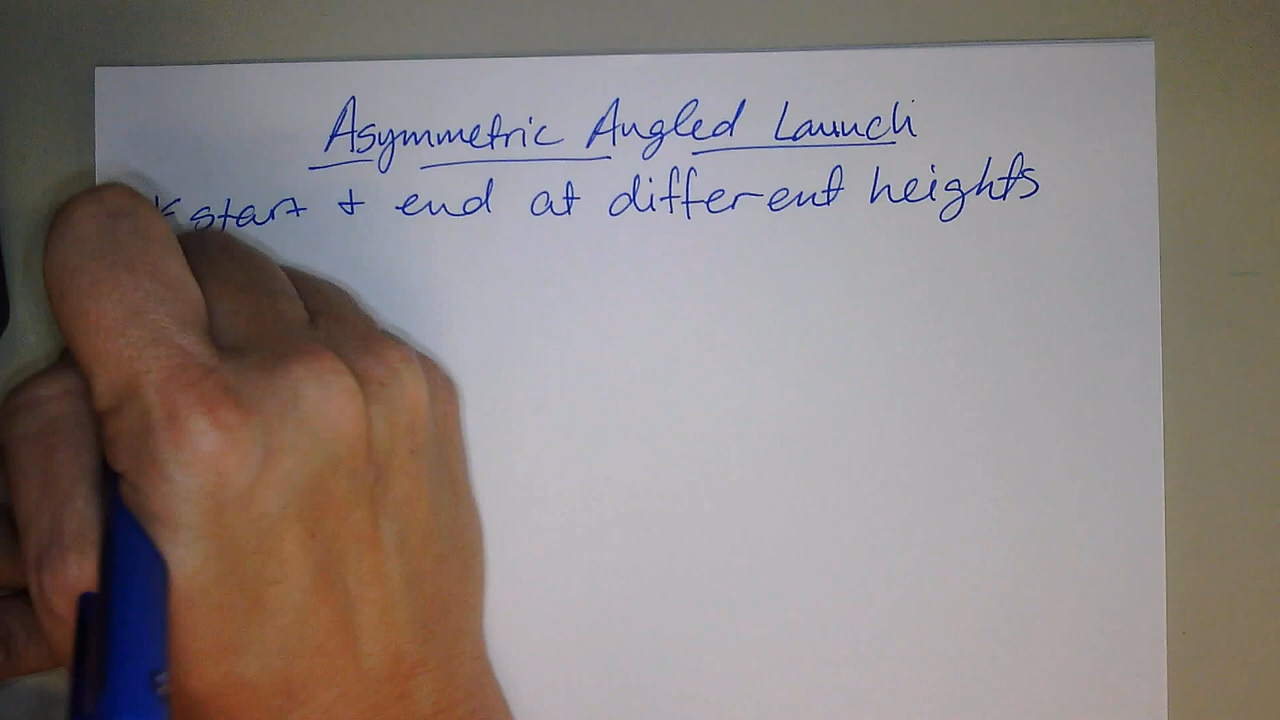 Asymmetric Angled Launch
* start + end at different heights